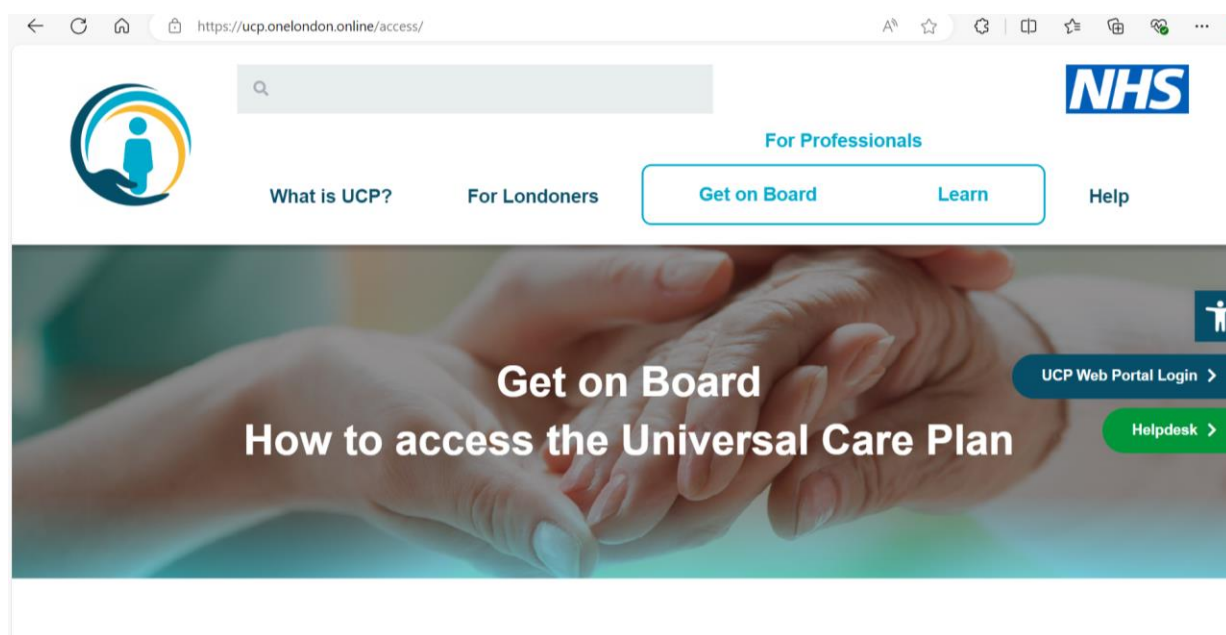 https://ucp.onelondon.online/access/
NHS
For Professionals
What is UCP? For Londoners Get on Board Learn Help
Get on Board
UCP Web Portal Login >
Helpdesk >
How to access the Universal Care Plan